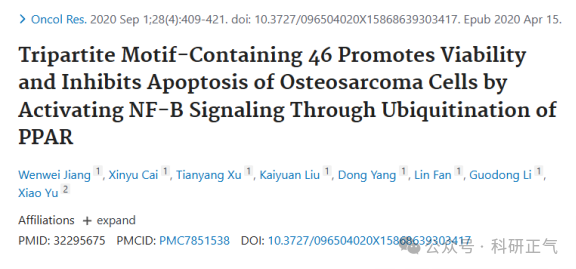 Oncol Res. 2020 Sep 1;28(4):409-421. doi: 10.3727/096504020X15868639303417. Epub 2020 Apr 15.
Tripartite Motif-Containing 46 Promotes Viability
and Inhibits Apoptosis of Osteosarcoma Cells by
Activating NF-B Signaling Through Ubiquitination of
PPAR
Wenwei Jiang 1, Xinyu Cai 1, Tianyang Xu 1, Kaiyuan Liu 1, Dong Yang 1, Lin Fan 1, Guodong Li 1,
Xiao Yu 2
Affiliations + expand
PMID: 32295675 PMCID: PMC7851538 DOI: 10.3727/096504020X15868639303417
公众号 · 科研正气